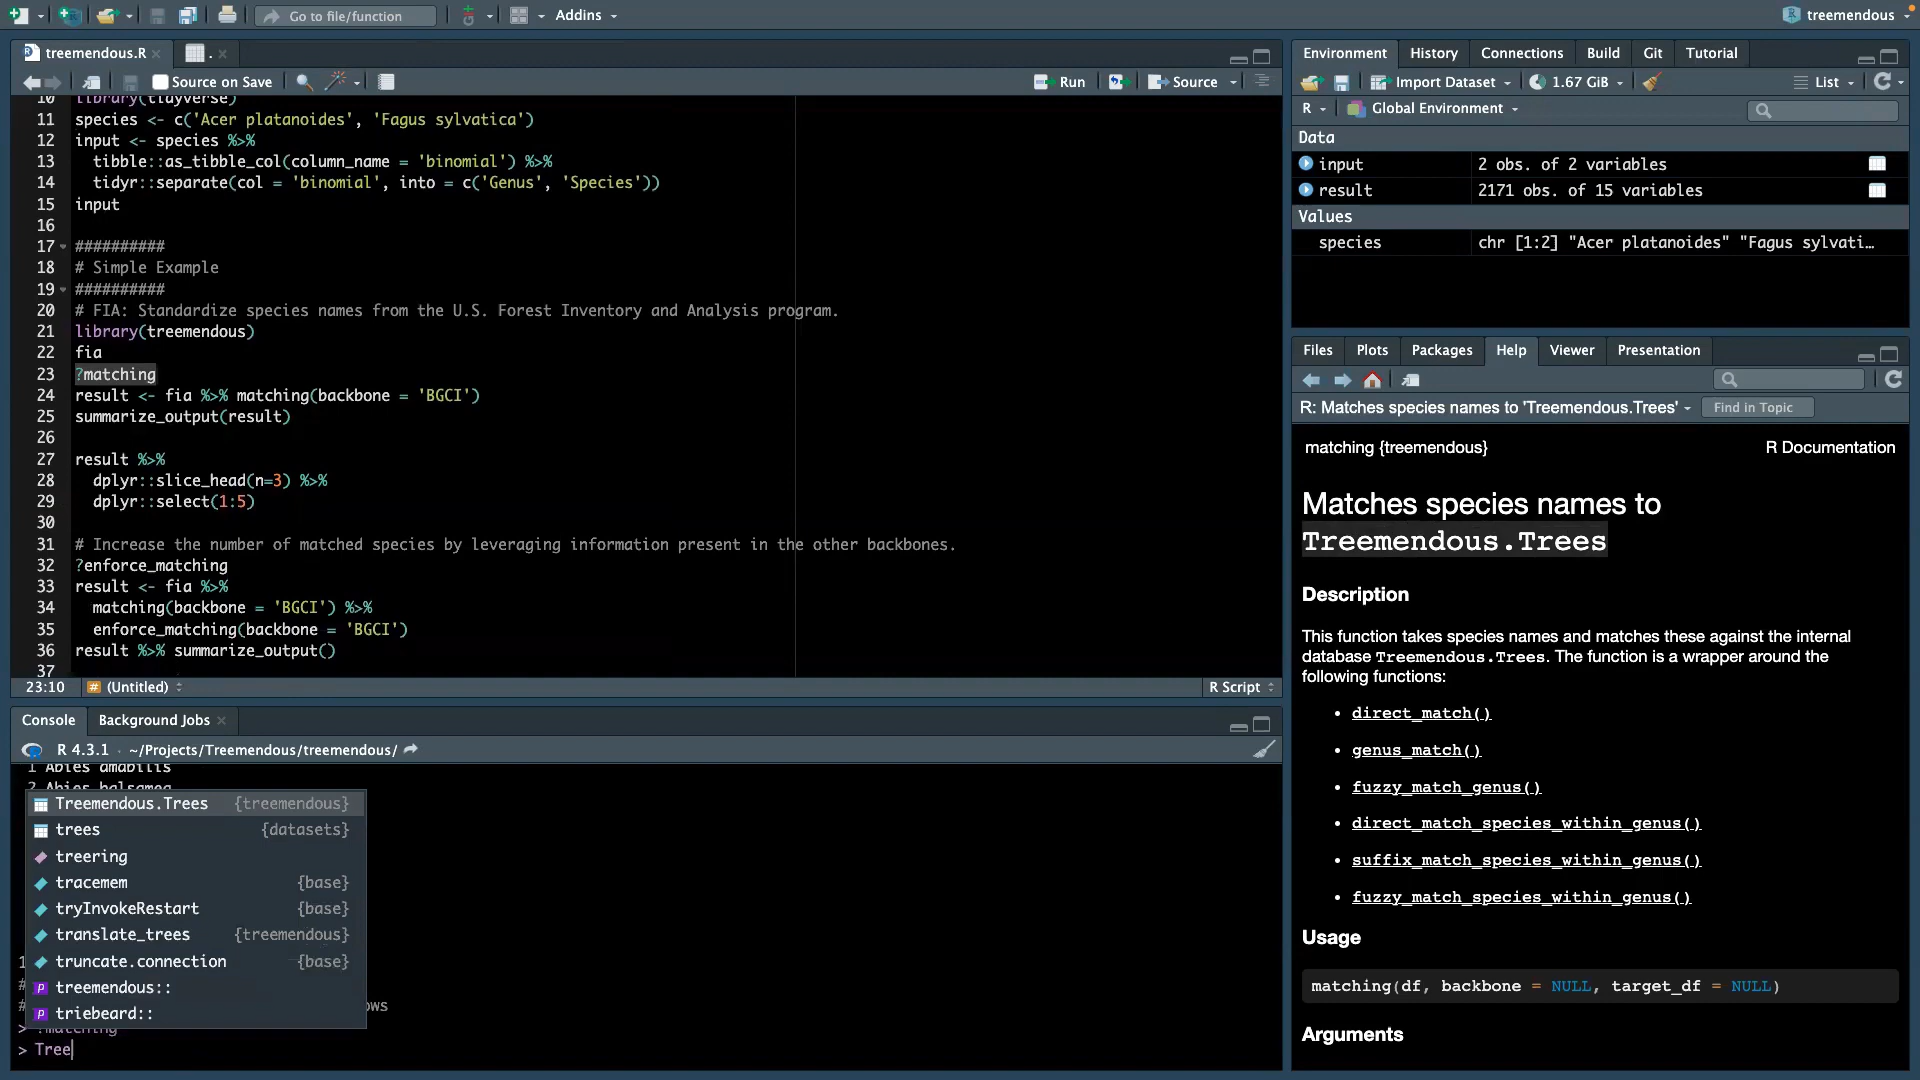 Go to file/function
Addins
treemendous
treemendous.R
.
Source on Save
Run
Source
10 library(tidyverse)
11 species <- c('Acer platanoides', 'Fagus sylvatica')
12 input <- species %>%
13 tibble::as_tibble_col(column_name = 'binomial') %>%
14 tidyr::separate(col = 'binomial', into = c('Genus', 'Species'))
15 input
16
17 ##########
18 # Simple Example
19 ##########
20 # FIA: Standardize species names from the U.S. Forest Inventory and Analysis program.
21 library(treemendous)
22 fia
23 ?matching
24 result <- fia %>% matching(backbone = 'BGCI')
25 summarize_output(result)
26
27 result %>%
28 dplyr::slice_head(n=3) %>%
29 dplyr::select(1:5)
30
31 # Increase the number of matched species by leveraging information present in the other backbones.
32 ?enforce_matching
33 result <- fia %>%
34 matching(backbone = 'BGCI') %>%
35 enforce_matching(backbone = 'BGCI')
36 result %>% summarize_output()
37
23:10 # (Untitled) R Script
Console Background Jobs
R 4.3.1 · ~/Projects/Treemendous/treemendous/
1 Abies amabilis
2 Abies balsamea
Treemendous.Trees {treemendous}
trees {datasets}
treering
tracemem {base}
tryInvokeRestart {base}
translate_trees {treemendous}
truncate.connection {base}
treemendous::
triebeard::
1
#
# ows
> ?matching
> Tree
Environment History Connections Build Git Tutorial
Import Dataset 1.67 GiB List
R Global Environment
Data
input 2 obs. of 2 variables
result 2171 obs. of 15 variables
Values
species chr [1:2] "Acer platanoides" "Fagus sylvati…
Files Plots Packages Help Viewer Presentation
R: Matches species names to 'Treemendous.Trees' Find in Topic
matching {treemendous} R Documentation
Matches species names to
Treemendous.Trees
Description
This function takes species names and matches these against the internal
database Treemendous.Trees. The function is a wrapper around the
following functions:
• direct_match()
• genus_match()
• fuzzy_match_genus()
• direct_match_species_within_genus()
• suffix_match_species_within_genus()
• fuzzy_match_species_within_genus()
Usage
matching(df, backbone = NULL, target_df = NULL)
Arguments